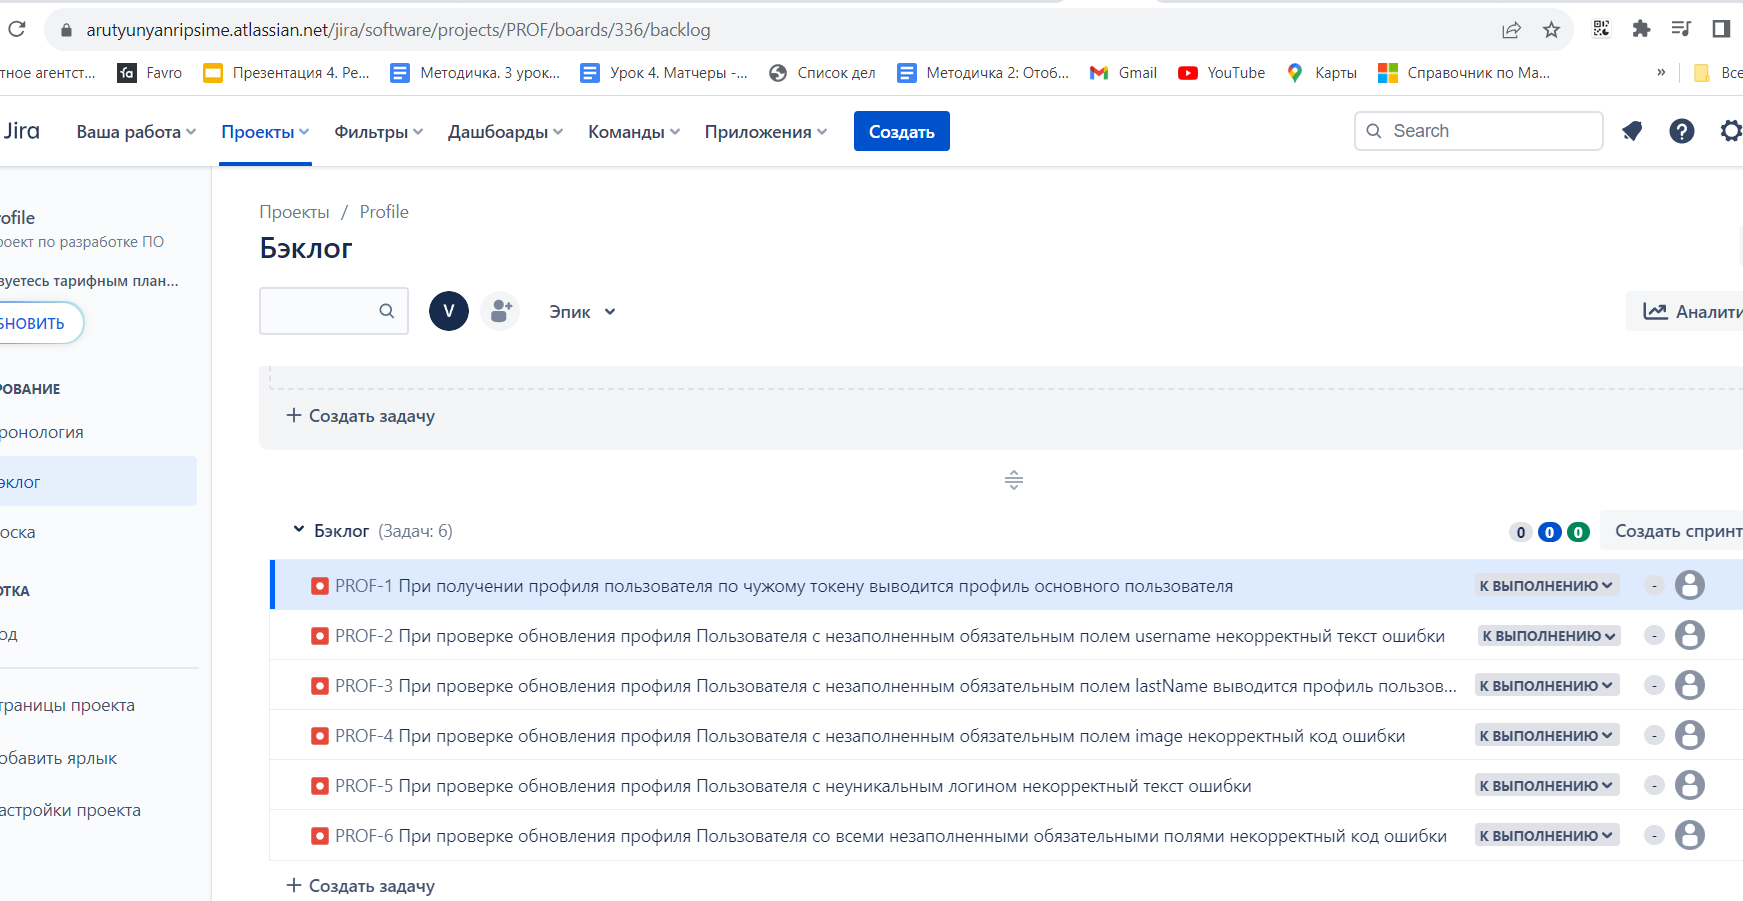 arutyunyanripsime.atlassian.net/jira/software/projects/PROF/boards/336/backlog
тное агентст... Favro Презентация 4. Ре... Методичка. 3 урок... Урок 4. Матчеры -... Список дел Методичка 2: Отоб... Gmail YouTube Карты Справочник по Ма... » Все
Jira Ваша работа Проекты Фильтры Дашборды Команды Приложения Создать Search
ofile
роект по разработке ПО
зуетесь тарифным план...
БНОВИТЬ
РОВАНИЕ
ронология
эклог
оска
ОТКА
од
траницы проекта
обавить ярлык
астройки проекта
Проекты / Profile
Бэклог
V Эпик Аналити
+ Создать задачу
Бэклог (Задач: 6) 0 0 0 Создать спринт
PROF-1 При получении профиля пользователя по чужому токену выводится профиль основного пользователя К ВЫПОЛНЕНИЮ -
PROF-2 При проверке обновления профиля Пользователя с незаполненным обязательным полем username некорректный текст ошибки К ВЫПОЛНЕНИЮ -
PROF-3 При проверке обновления профиля Пользователя с незаполненным обязательным полем lastName выводится профиль пользов... К ВЫПОЛНЕНИЮ -
PROF-4 При проверке обновления профиля Пользователя с незаполненным обязательным полем image некорректный код ошибки К ВЫПОЛНЕНИЮ -
PROF-5 При проверке обновления профиля Пользователя с неуникальным логином некорректный текст ошибки К ВЫПОЛНЕНИЮ -
PROF-6 При проверке обновления профиля Пользователя со всеми незаполненными обязательными полями некорректный код ошибки К ВЫПОЛНЕНИЮ -
+ Создать задачу